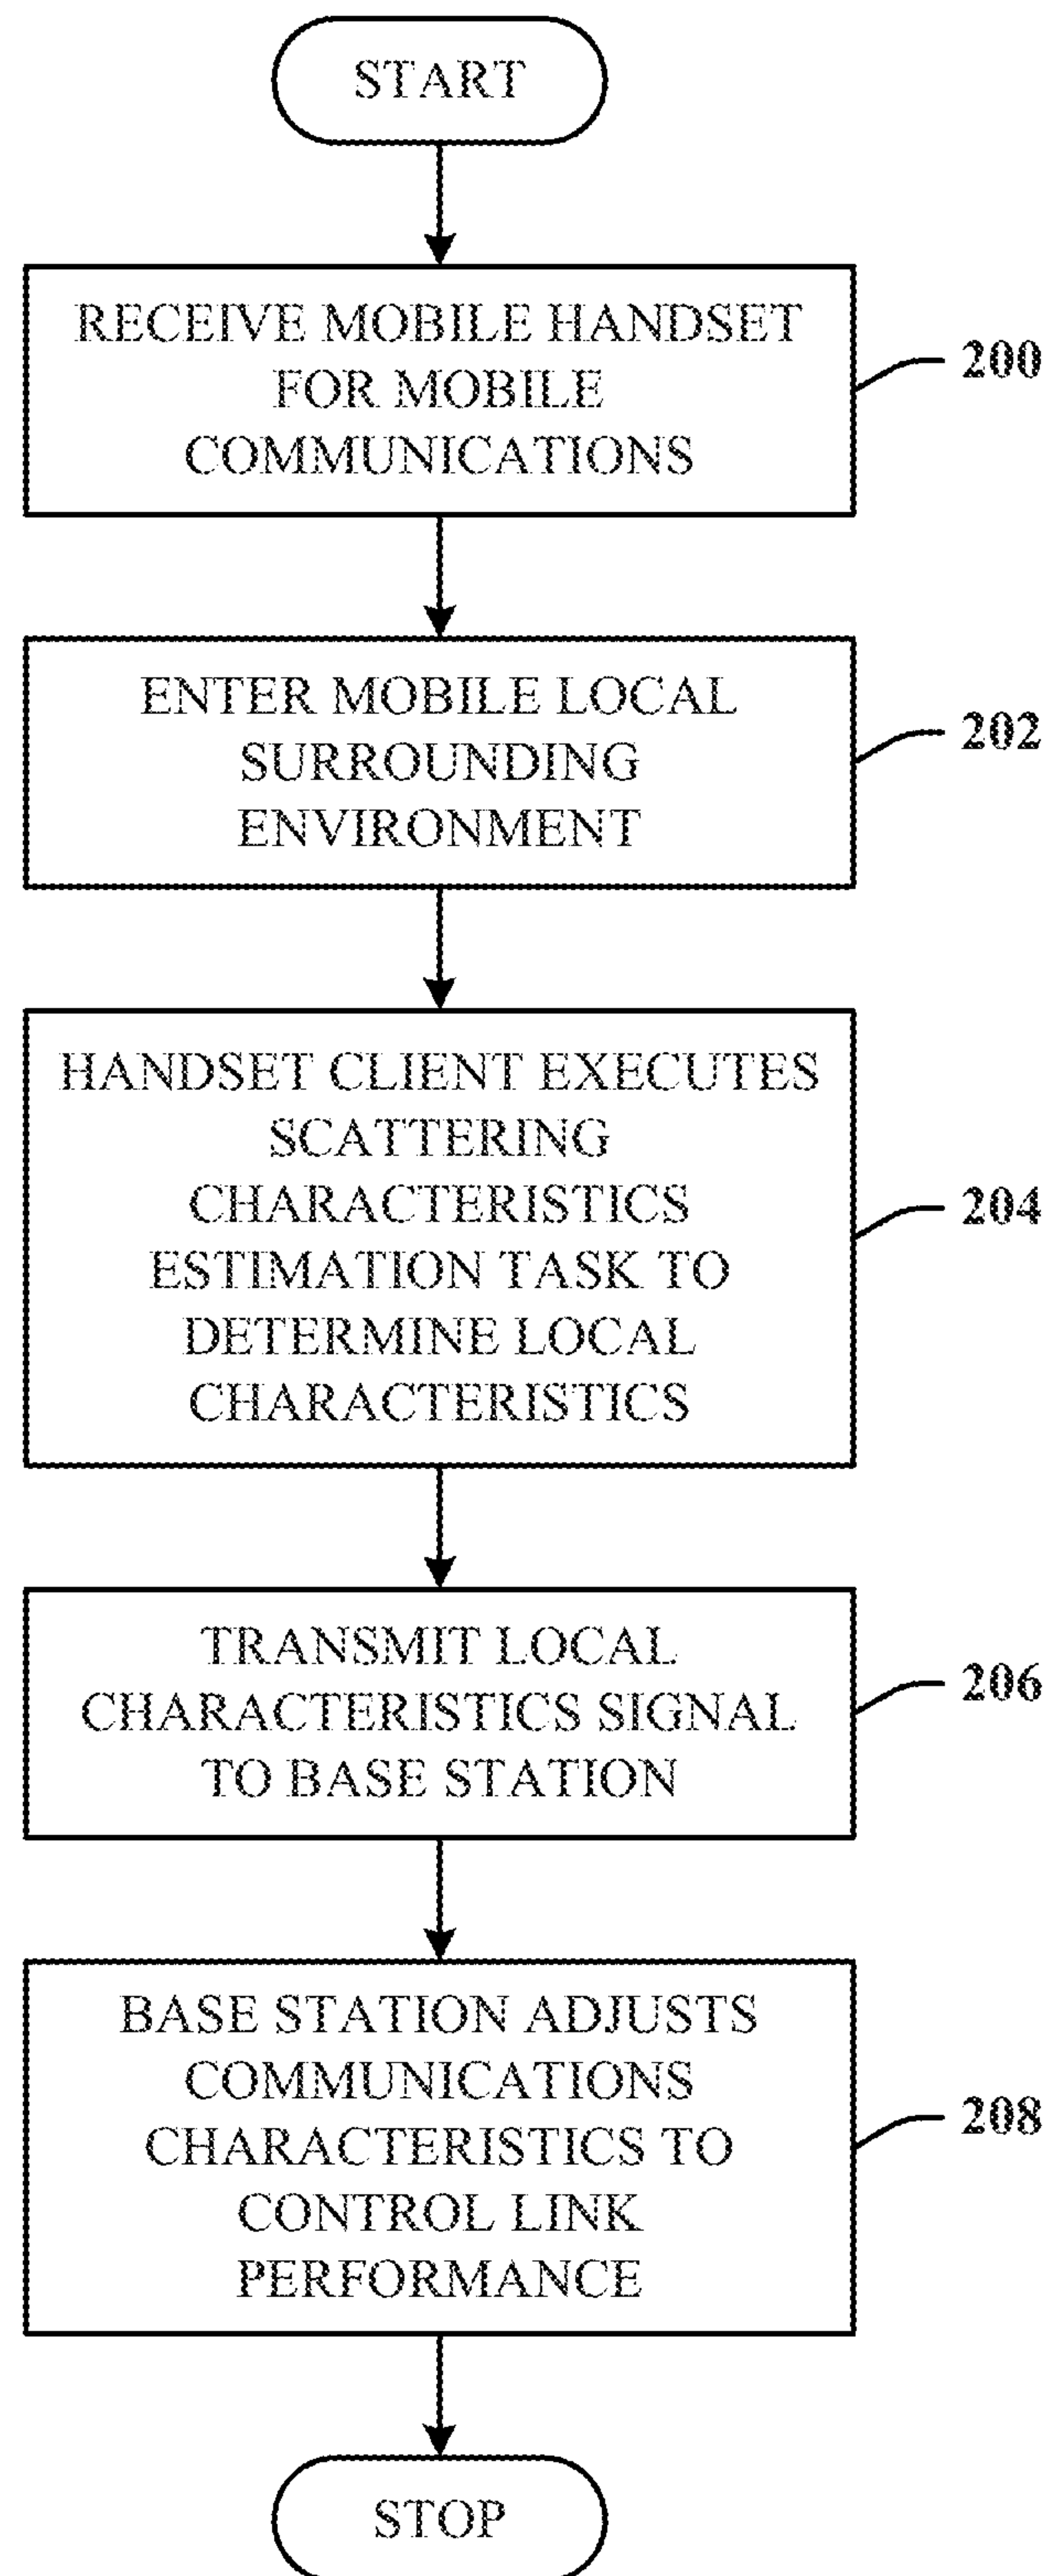 START
RECEIVE MOBILE HANDSET
FOR MOBILE
COMMUNICATIONS
200
ENTER MOBILE LOCAL
SURROUNDING
ENVIRONMENT
202
HANDSET CLIENT EXECUTES
SCATTERING
CHARACTERISTICS
ESTIMATION TASK TO
DETERMINE LOCAL
CHARACTERISTICS
204
TRANSMIT LOCAL
CHARACTERISTICS SIGNAL
TO BASE STATION
206
BASE STATION ADJUSTS
COMMUNICATIONS
CHARACTERISTICS TO
CONTROL LINK
PERFORMANCE
208
STOP